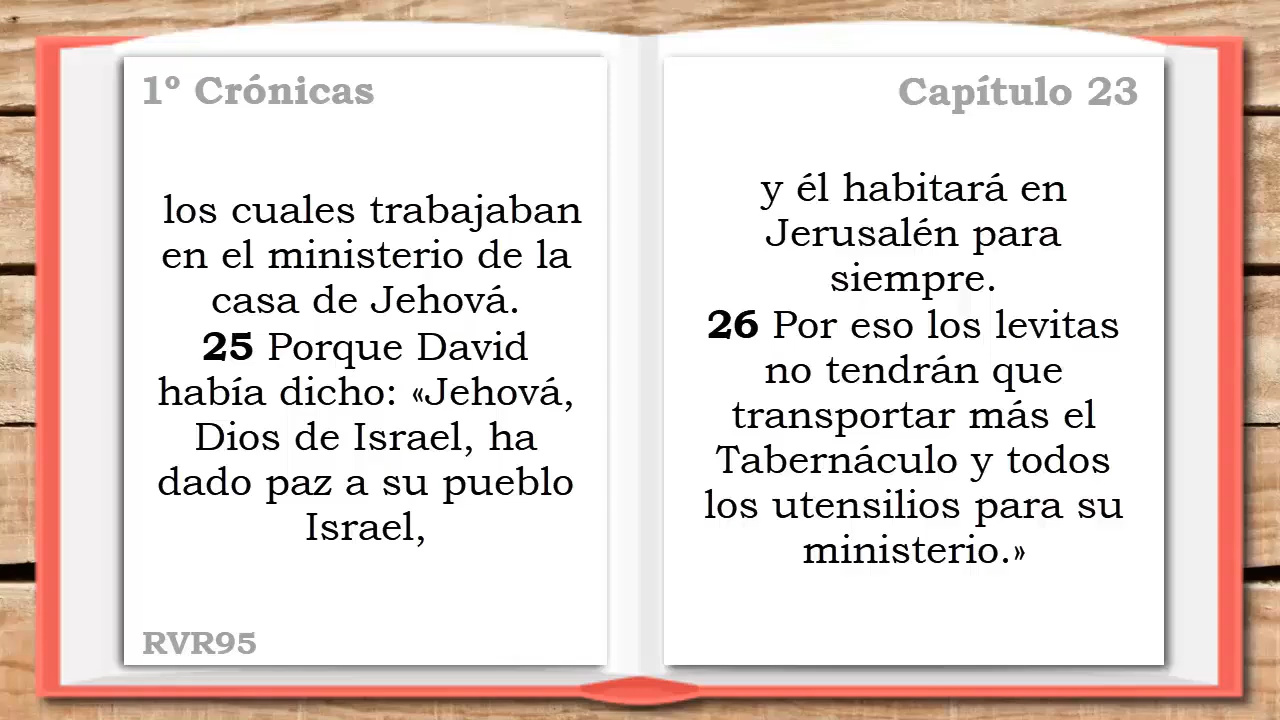 1º Crónicas
los cuales trabajaban
en el ministerio de la
casa de Jehová.
25 Porque David
había dicho: «Jehová,
Dios de Israel, ha
dado paz a su pueblo
Israel,
RVR95
Capítulo 23
y él habitará en
Jerusalén para
siempre.
26 Por eso los levitas
no tendrán que
transportar más el
Tabernáculo y todos
los utensilios para su
ministerio.»